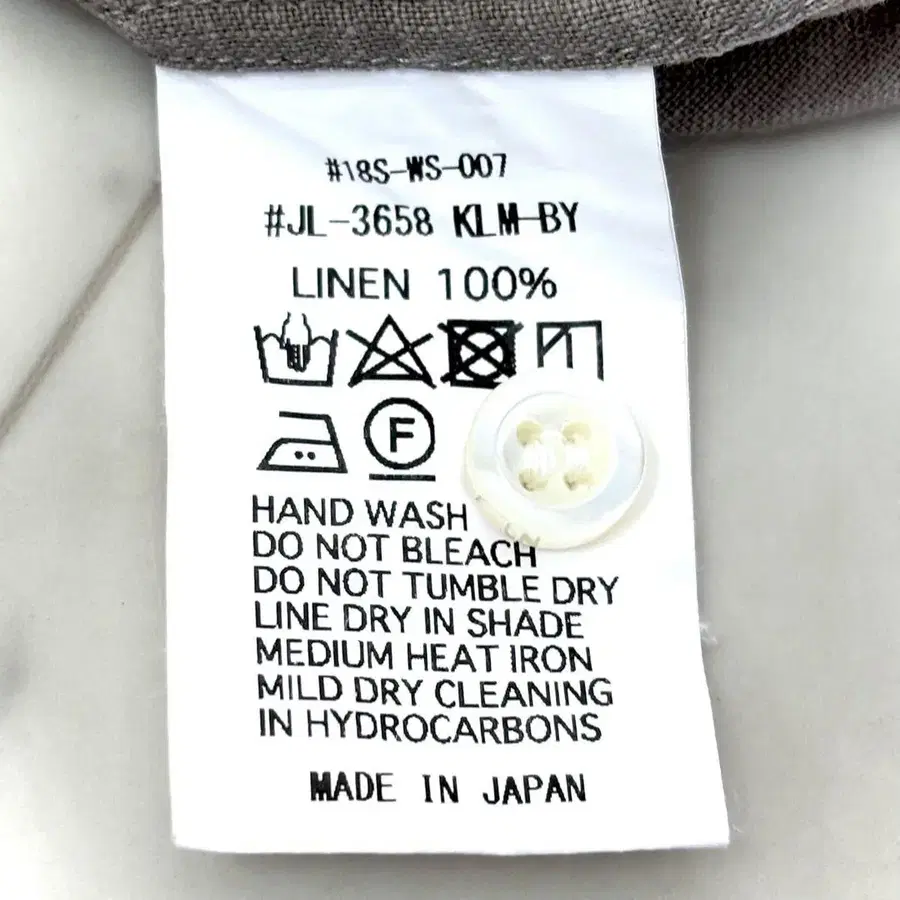 #18S-WS-007
#JL-3658 KLM-BY
LINEN 100%
F
HAND WASH
DO NOT BLEACH
DO NOT TUMBLE DRY
LINE DRY IN SHADE
MEDIUM HEAT IRON
MILD DRY CLEANING
IN HYDROCARBONS
MADE IN JAPAN